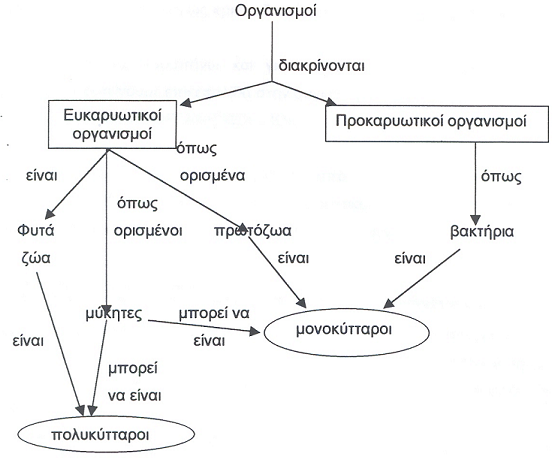 Οργανισμοί
διακρίνονται
Ευκαρυωτικοί
οργανισμοί
Προκαρυωτικοί οργανισμοί
όπως
ορισμένα
είναι
όπως
ορισμένοι
όπως
Φυτά
ζώα
πρωτόζωα
βακτήρια
είναι
είναι
μύκητες
μπορεί να
είναι
μονοκύτταροι
είναι
μπορεί
να είναι
πολυκύτταροι